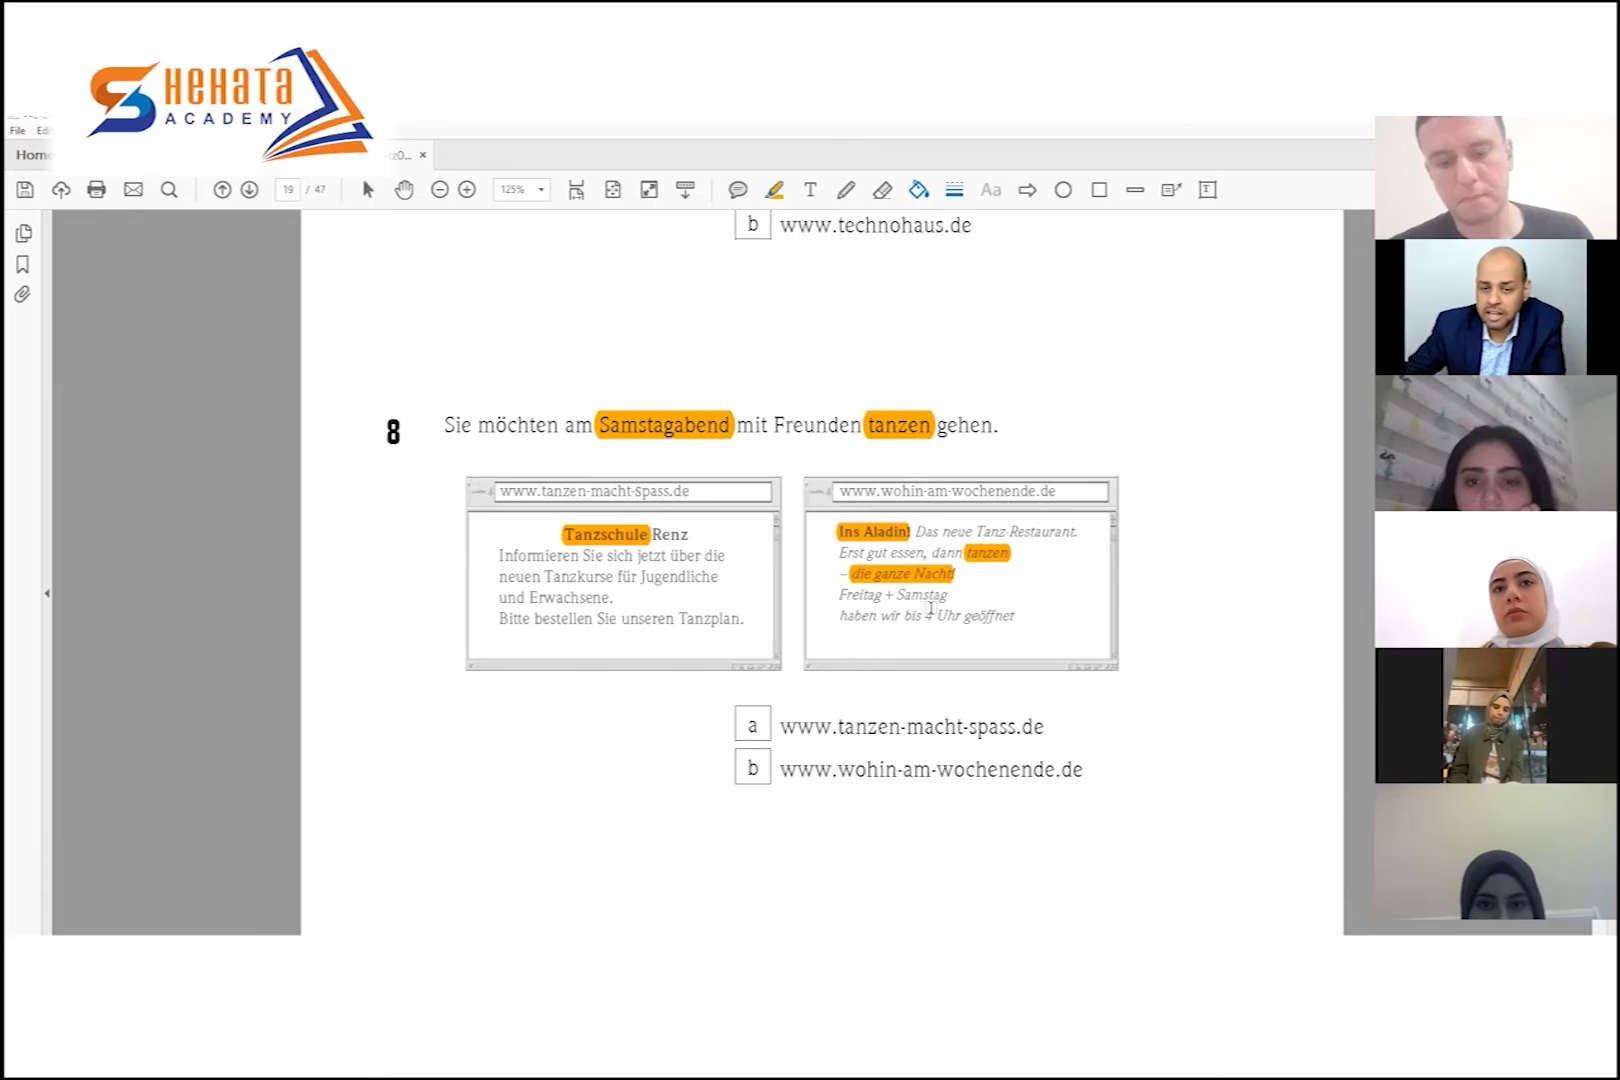 SHEHATA
ACADEMY
File
Home
z0...
19 / 47
125%
Aa
b www.technohaus.de
8 Sie möchten am Samstagabend mit Freunden tanzen gehen.
www.tanzen-macht-spass.de
Tanzschule Renz
Informieren Sie sich jetzt über die
neuen Tanzkurse für Jugendliche
und Erwachsene.
Bitte bestellen Sie unseren Tanzplan.
www.wohin-am-wochenende.de
Ins Aladin! Das neue Tanz-Restaurant.
Erst gut essen, dann tanzen
– die ganze Nacht!
Freitag + Samstag
haben wir bis 4 Uhr geöffnet
a www.tanzen-macht-spass.de
b www.wohin-am-wochenende.de